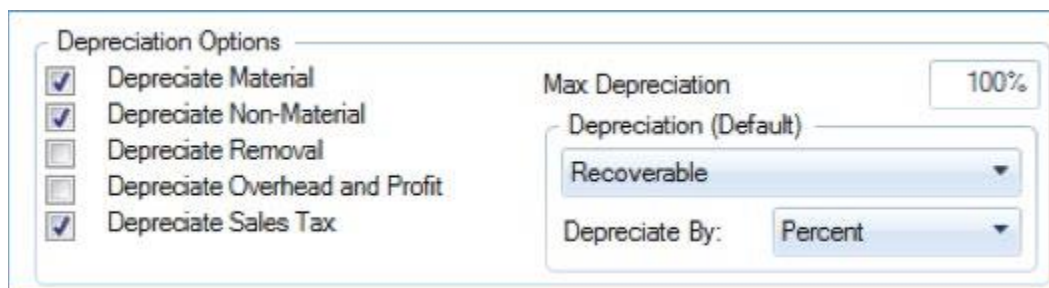 Depreciation Options
Depreciate Material
Depreciate Non-Material
Depreciate Removal
Depreciate Overhead and Profit
Depreciate Sales Tax
Max Depreciation 100%
Depreciation (Default)
Recoverable
Depreciate By: Percent